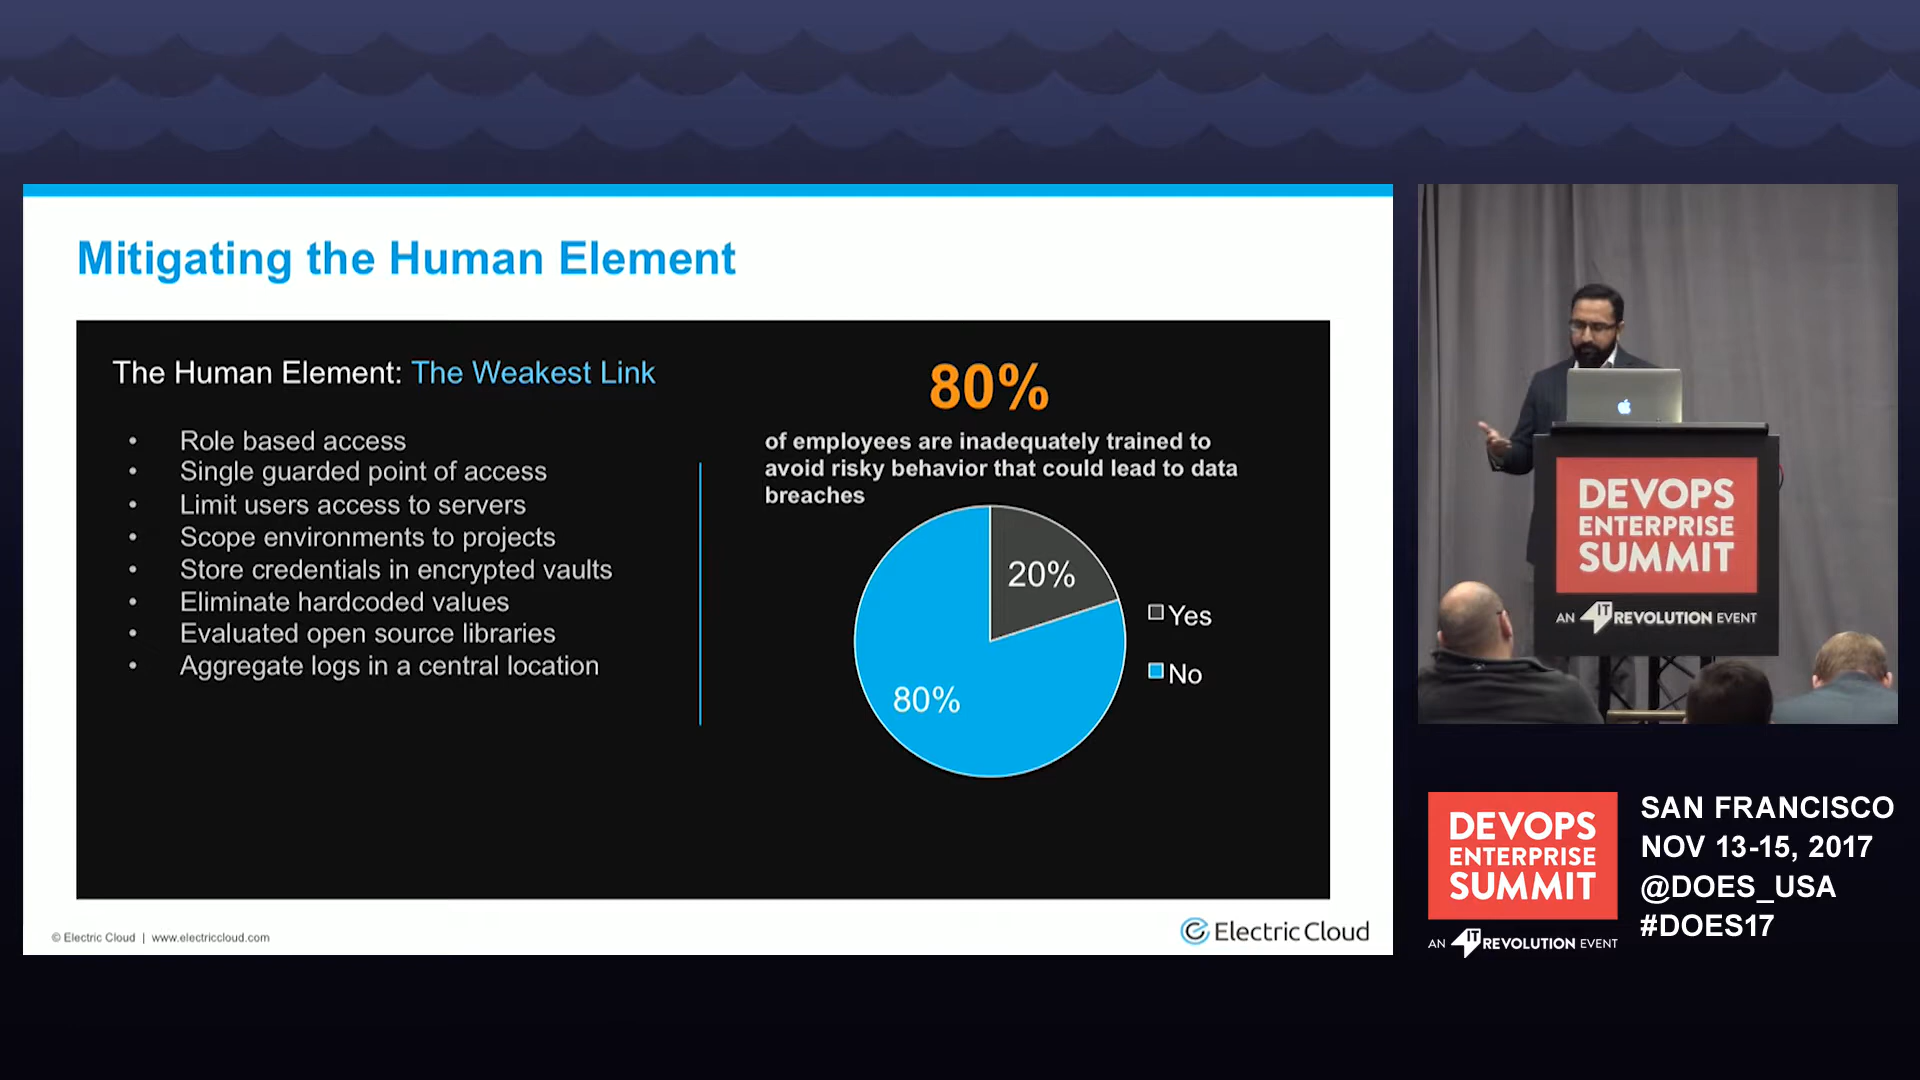 Mitigating the Human Element
The Human Element: The Weakest Link
• Role based access
• Single guarded point of access
• Limit users access to servers
• Scope environments to projects
• Store credentials in encrypted vaults
• Eliminate hardcoded values
• Evaluated open source libraries
• Aggregate logs in a central location
80%
of employees are inadequately trained to
avoid risky behavior that could lead to data
breaches
20%
80%
Yes
No
© Electric Cloud | www.electriccloud.com
Electric Cloud
DEVOPS
ENTERPRISE
SUMMIT
AN IT REVOLUTION EVENT
DEVOPS
ENTERPRISE
SUMMIT
AN IT REVOLUTION EVENT
SAN FRANCISCO
NOV 13-15, 2017
@DOES_USA
#DOES17